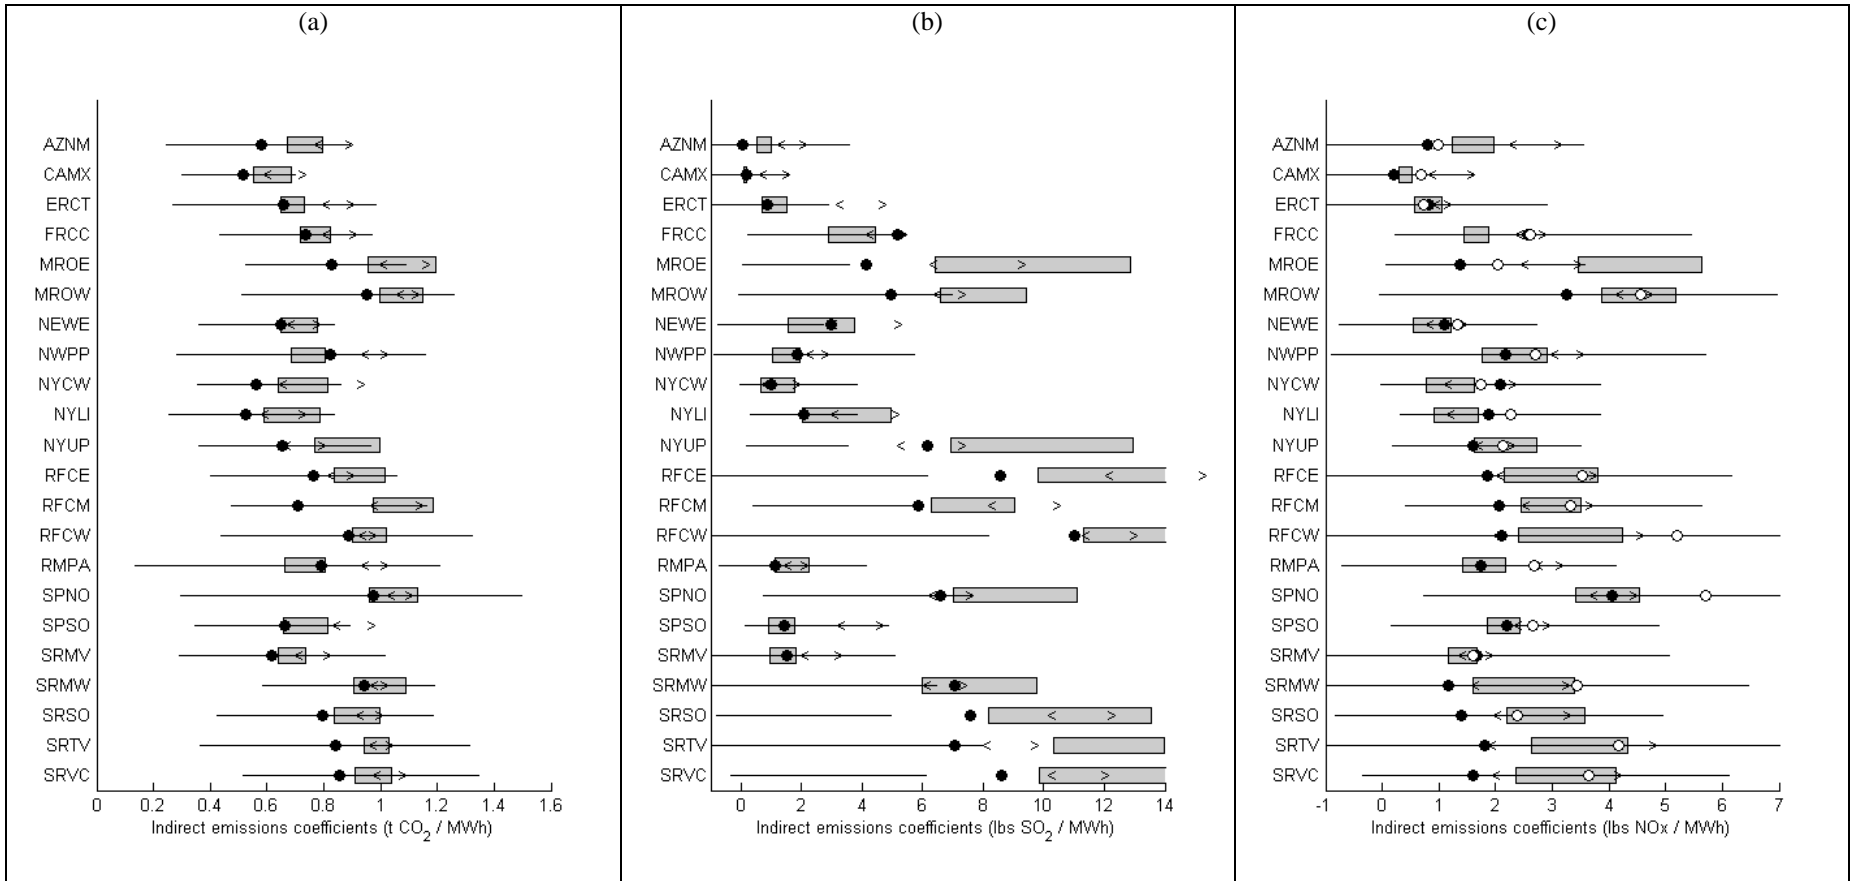 (a)
AZNM
CAMX
ERCT
FRCC
MROE
MROW
NEWE
NWPP
NYCW
NYLI
NYUP
RFCE
RFCM
RFCW
RMPA
SPNO
SPSO
SRMV
SRMW
SRSO
SRTV
SRVC
0 0.2 0.4 0.6 0.8 1 1.2 1.4 1.6
Indirect emissions coefficients (t CO2 / MWh)
(b)
AZNM
CAMX
ERCT
FRCC
MROE
MROW
NEWE
NWPP
NYCW
NYLI
NYUP
RFCE
RFCM
RFCW
RMPA
SPNO
SPSO
SRMV
SRMW
SRSO
SRTV
SRVC
0 2 4 6 8 10 12 14
Indirect emissions coefficients (lbs SO2 / MWh)
(c)
AZNM
CAMX
ERCT
FRCC
MROE
MROW
NEWE
NWPP
NYCW
NYLI
NYUP
RFCE
RFCM
RFCW
RMPA
SPNO
SPSO
SRMV
SRMW
SRSO
SRTV
SRVC
-1 0 1 2 3 4 5 6 7
Indirect emissions coefficients (lbs NOx / MWh)